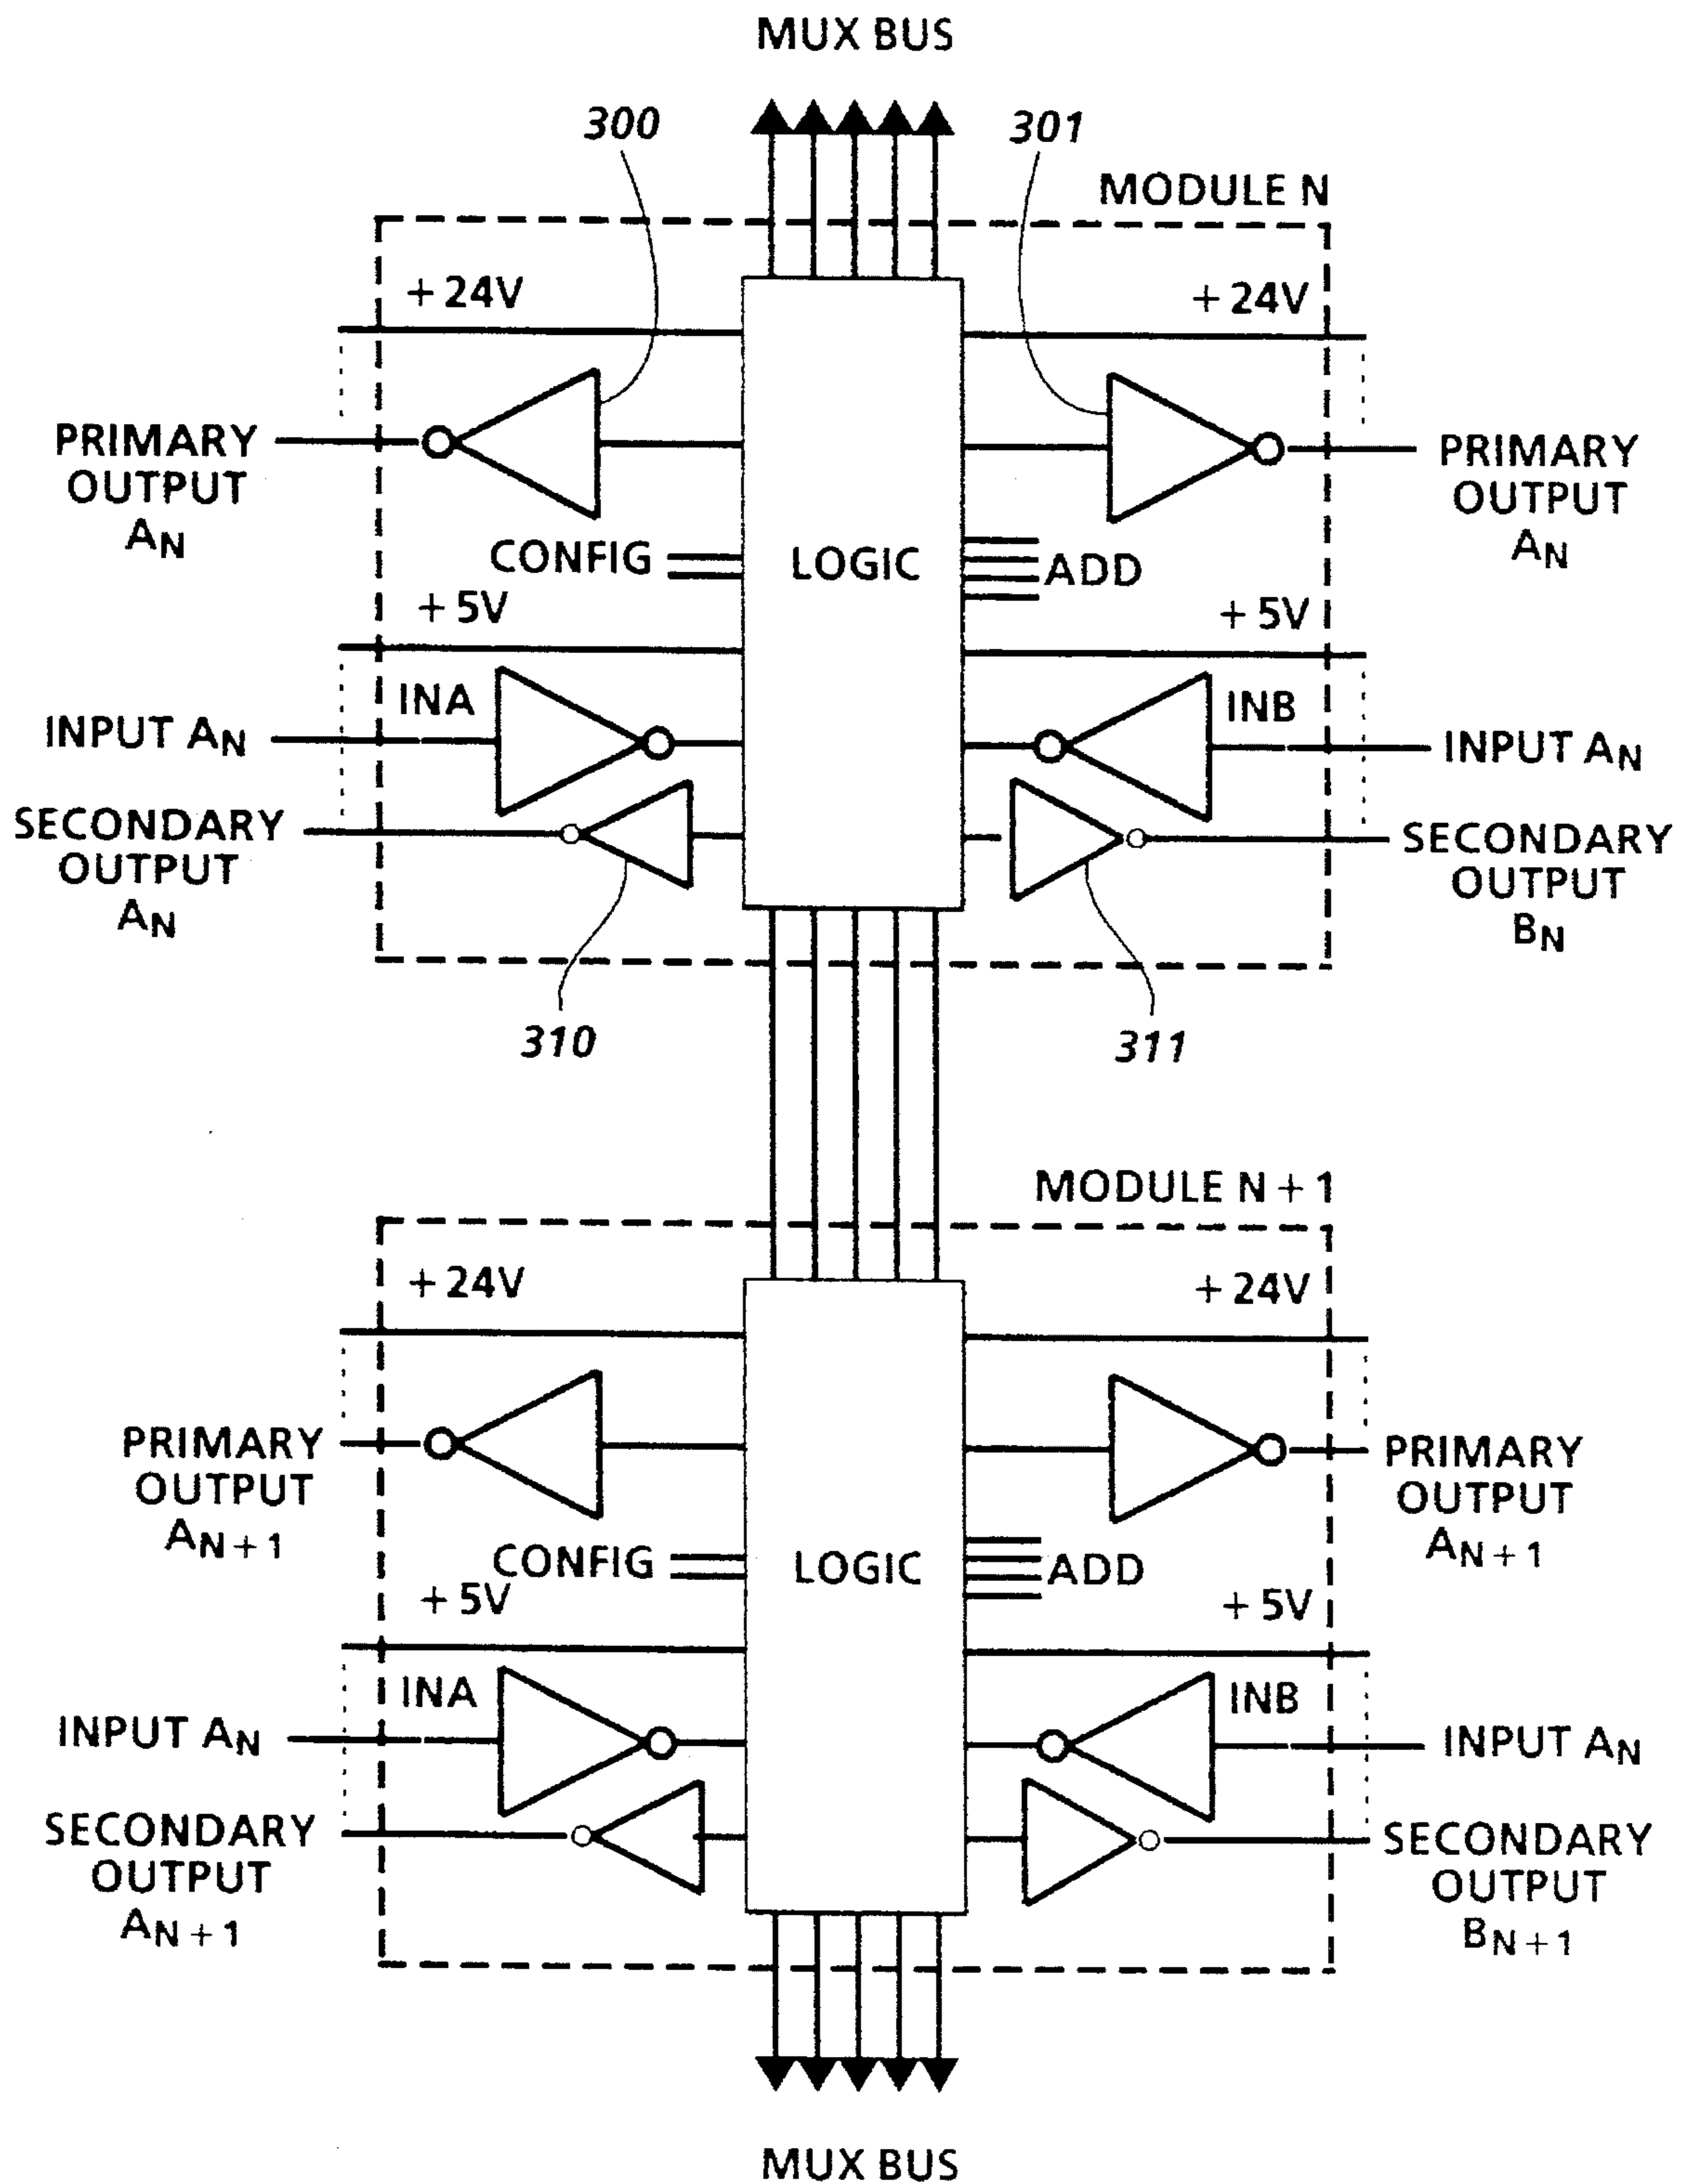 MUX BUS
300
301
MODULE N
+ 24V
+ 24V
PRIMARY
OUTPUT
AN
PRIMARY
OUTPUT
AN
CONFIG
LOGIC
ADD
+ 5V
+ 5V
INA
INB
INPUT AN
INPUT AN
SECONDARY
OUTPUT
AN
SECONDARY
OUTPUT
BN
310
311
MODULE N + 1
+ 24V
+ 24V
PRIMARY
OUTPUT
AN + 1
PRIMARY
OUTPUT
AN + 1
CONFIG
LOGIC
ADD
+ 5V
+ 5V
INA
INB
INPUT AN
INPUT AN
SECONDARY
OUTPUT
AN + 1
SECONDARY
OUTPUT
BN + 1
MUX BUS